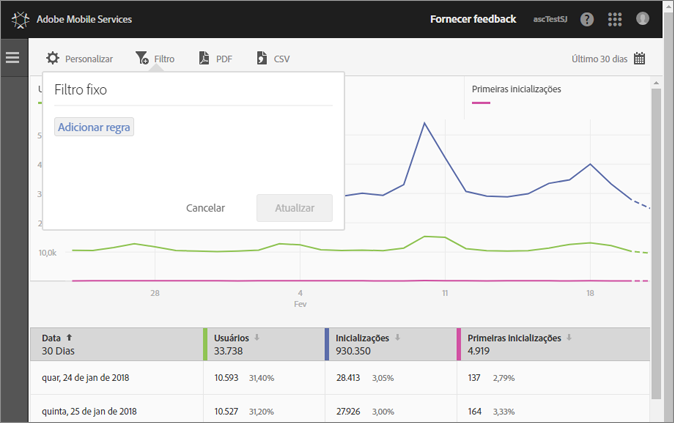 Adobe Mobile Services
Fornecer feedback
ascTestSJ
?
Personalizar
Filtro
PDF
CSV
Último 30 dias
Filtro fixo
Adicionar regra
Cancelar
Atualizar
Primeiras inicializações
10,0k
28
4
Fev
11
18
Data Usuários Inicializações Primeiras inicializações
30 Dias 33.738 930.350 4.919
quar, 24 de jan de 2018 10.593 31,40% 28.413 3,05% 137 2,79%
quinta, 25 de jan de 2018 10.527 31,20% 27.926 3,00% 164 3,33%